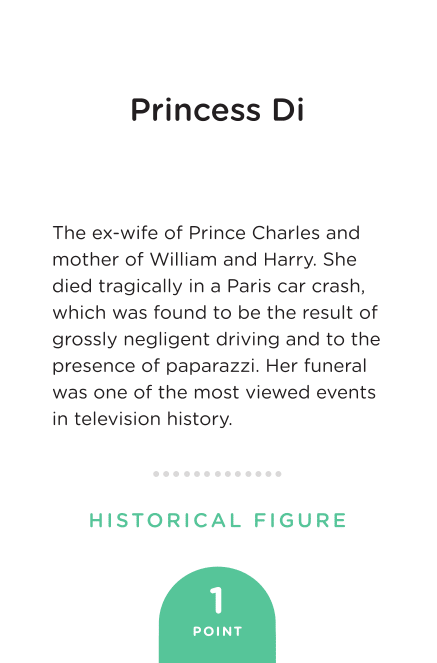 Princess Di
The ex-wife of Prince Charles and
mother of William and Harry. She
died tragically in a Paris car crash,
which was found to be the result of
grossly negligent driving and to the
presence of paparazzi. Her funeral
was one of the most viewed events
in television history.
HISTORICAL FIGURE
1
POINT